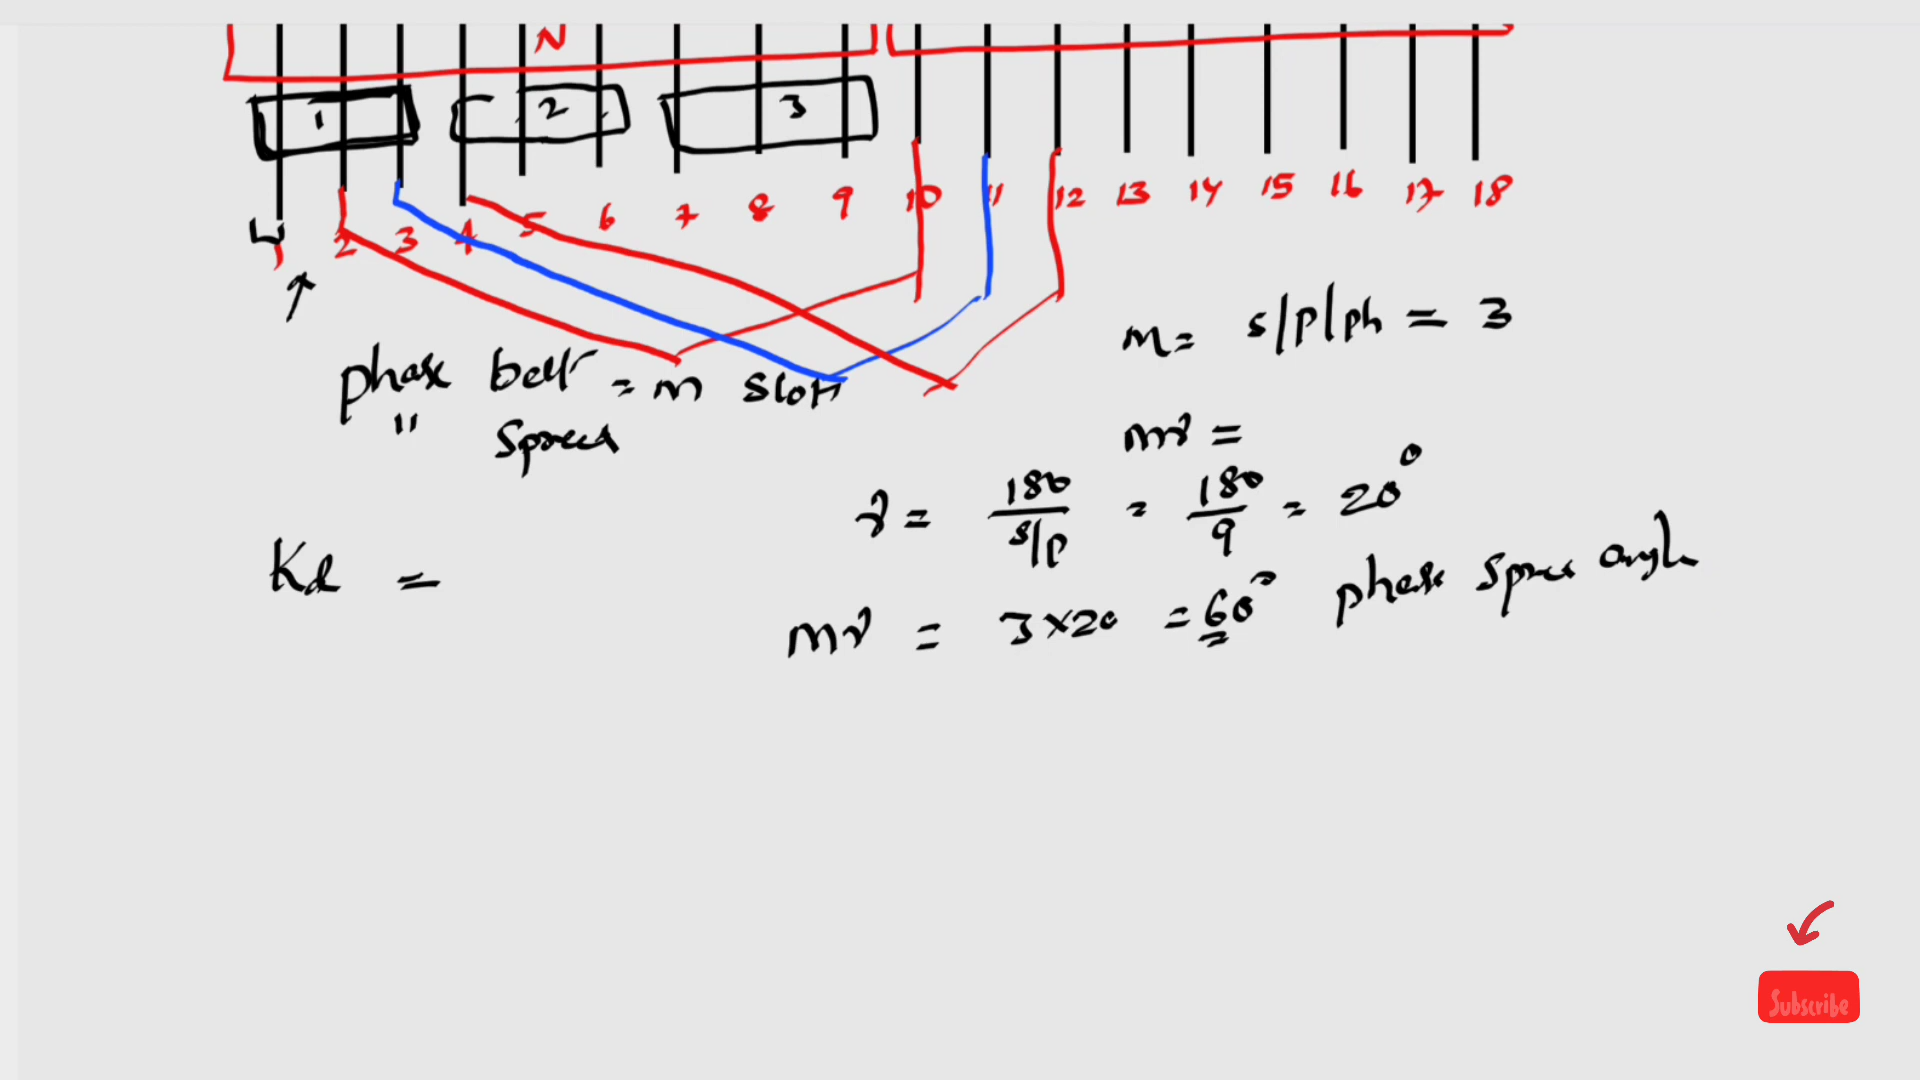 N
1 2 3
1 2 3 4 5 6 7 8 9 10 11 12 13 14 15 16 17 18
m = s/p/ph = 3
phase belt = m slot
" spread
mγ =
γ = 180 / s/p = 180 / 9 = 20°
Kd =
mγ = 3×20 = 60° phase spread angle
Subscribe